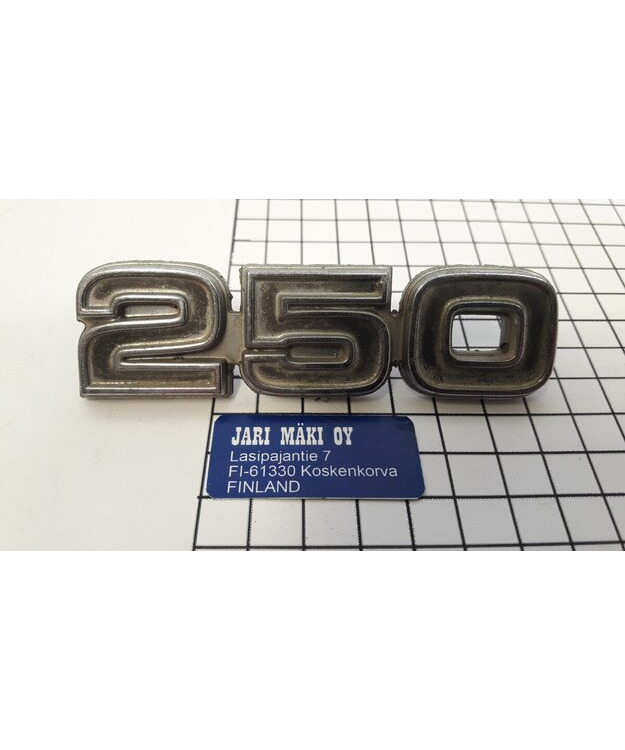 250
JARI MÄKI OY
Lasipajantie 7
FI-61330 Koskenkorva
FINLAND